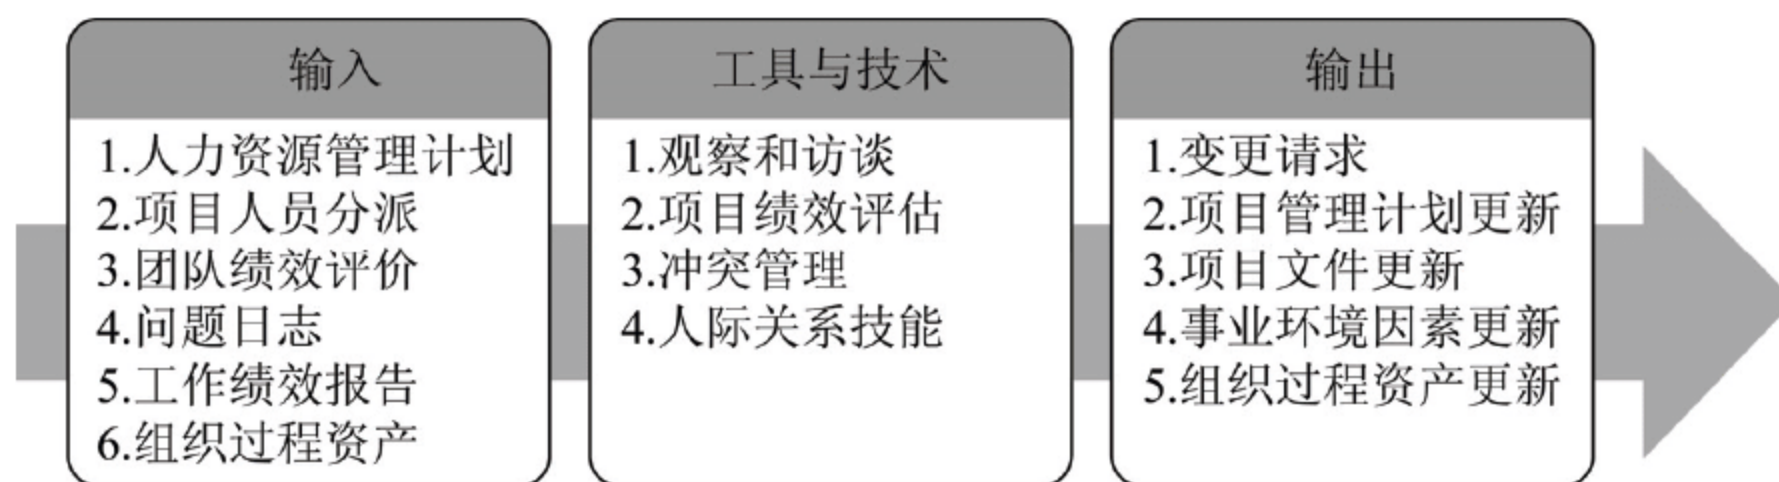 输入
1.人力资源管理计划
2.项目人员分派
3.团队绩效评价
4.问题日志
5.工作绩效报告
6.组织过程资产
工具与技术
1.观察和访谈
2.项目绩效评估
3.冲突管理
4.人际关系技能
输出
1.变更请求
2.项目管理计划更新
3.项目文件更新
4.事业环境因素更新
5.组织过程资产更新